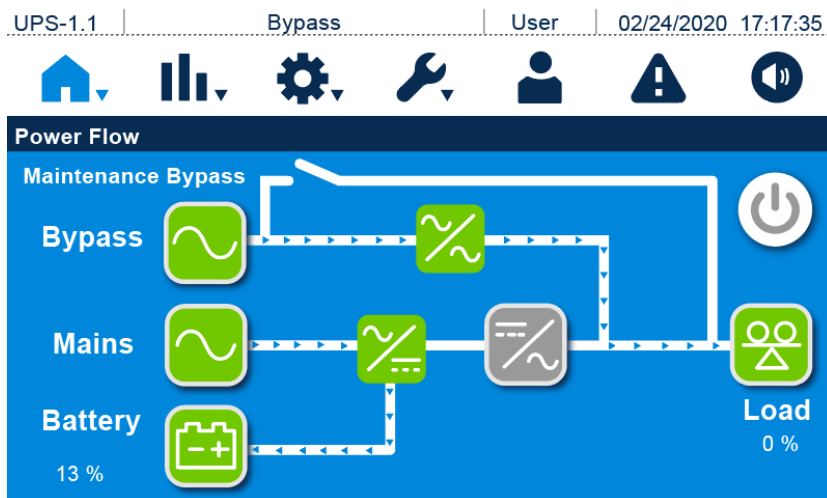 UPS-1.1 Bypass User 02/24/2020 17:17:35
Power Flow
Maintenance Bypass
Bypass
Mains
Battery
13 %
Load
0 %